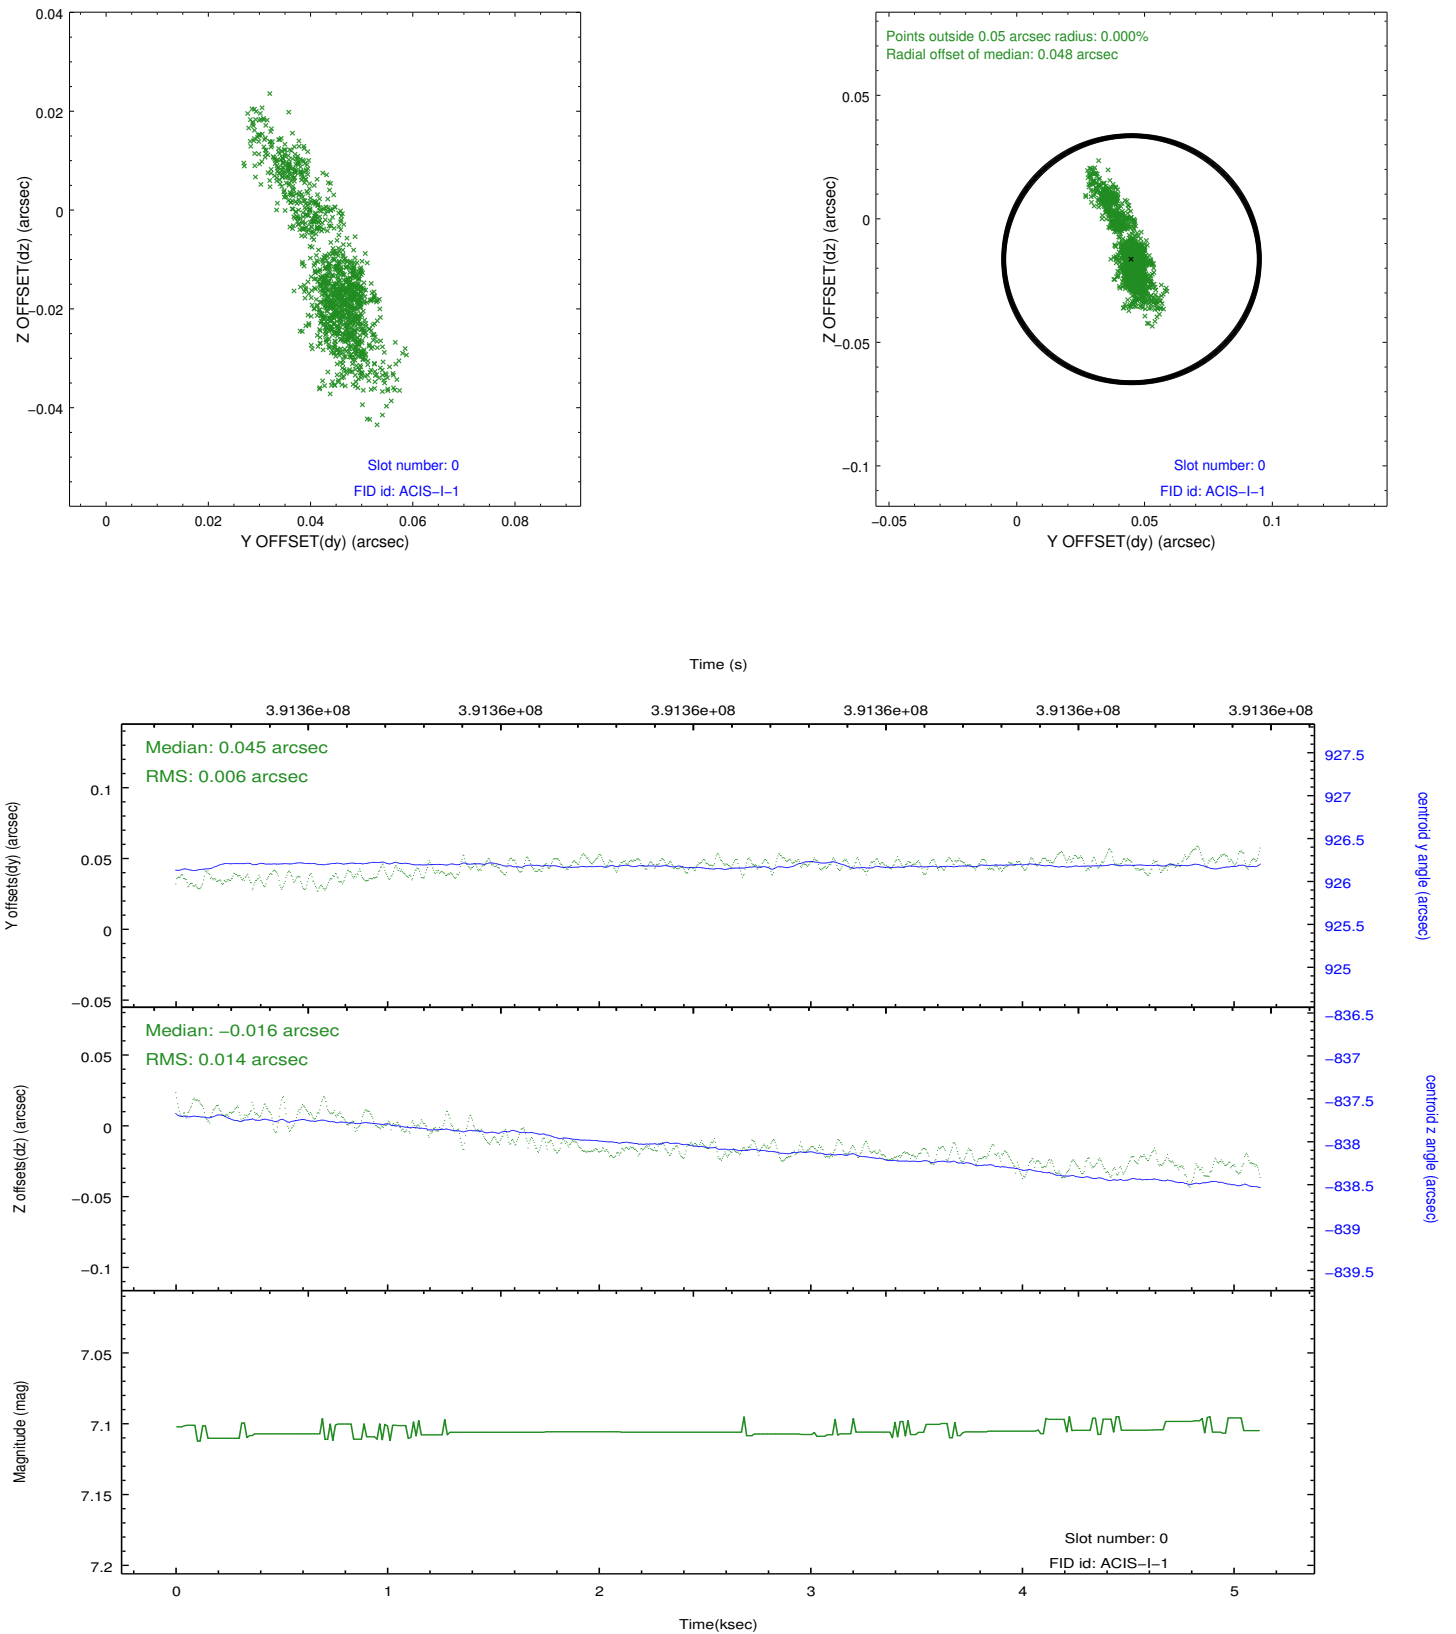 0.04
0.02
0
−0.02
−0.04
Z OFFSET(dz) (arcsec)
Slot number: 0
FID id: ACIS−I−1
0
0.02
0.04
0.06
0.08
Y OFFSET(dy) (arcsec)
Points outside 0.05 arcsec radius: 0.000%
Radial offset of median: 0.048 arcsec
0.05
0
−0.05
−0.1
Z OFFSET(dz) (arcsec)
Slot number: 0
FID id: ACIS−I−1
−0.05
0
0.05
0.1
Y OFFSET(dy) (arcsec)
Time (s)
3.9136e+08
3.9136e+08
3.9136e+08
3.9136e+08
3.9136e+08
3.9136e+08
Median: 0.045 arcsec
RMS: 0.006 arcsec
0.1
0.05
0
−0.05
Y offsets(dy) (arcsec)
927.5
927
926.5
926
925.5
925
centroid y angle (arcsec)
Median: −0.016 arcsec
RMS: 0.014 arcsec
0.05
0
−0.05
−0.1
Z offsets(dz) (arcsec)
−836.5
−837
−837.5
−838
−838.5
−839
−839.5
centroid z angle (arcsec)
7.05
7.1
7.15
7.2
Magnitude (mag)
Slot number: 0
FID id: ACIS−I−1
0
1
2
3
4
5
Time(ksec)